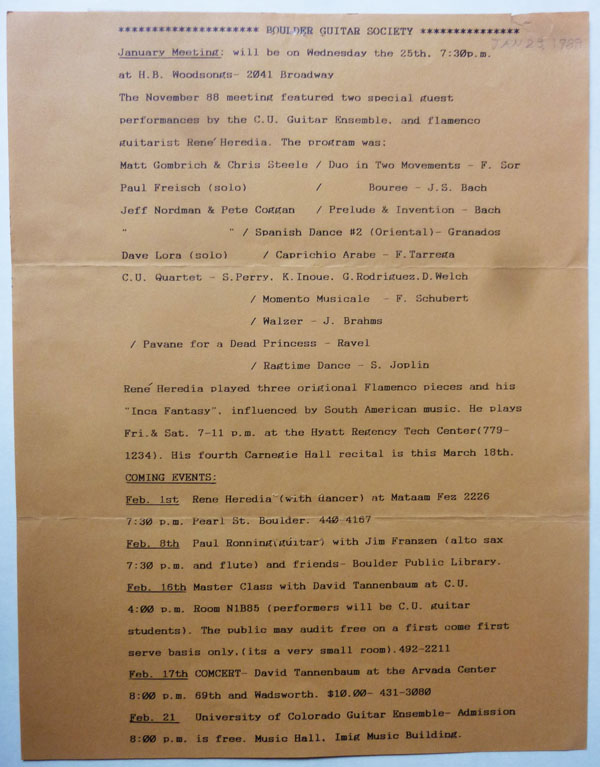 ******************** BOULDER GUITAR SOCIETY **************
JAN 25 1989
January Meeting: will be on Wednesday the 25th, 7:30p.m.
at H.B. Woodsongs- 2041 Broadway
The November 88 meeting featured two special guest
performances by the C.U. Guitar Ensemble, and flamenco
guitarist Rene´Heredia. The program was:
Matt Gombrich & Chris Steele / Duo in Two Movements - F. Sor
Paul Freisch (solo) / Bouree - J.S. Bach
Jeff Nordman & Pete Coggan / Prelude & Invention - Bach
" " / Spanish Dance #2 (Oriental)- Granados
Dave Lora (solo) / Caprichio Arabe - F.Tarrega
C.U. Quartet - S.Perry, K.Inoue, G.Rodriguez,D.Welch
/ Momento Musicale - F. Schubert
/ Walzer - J. Brahms
/ Pavane for a Dead Princess - Ravel
/ Ragtime Dance - S. Joplin
Rene´Heredia played three origional Flamenco pieces and his
"Inca Fantasy", influenced by South American music. He plays
Fri.& Sat. 7-11 p.m. at the Hyatt Regency Tech Center(779-
1234). His fourth Carnegie Hall recital is this March 18th.
COMING EVENTS:
Feb. 1st Rene Heredia (with dancer) at Mataam Fez 2226
7:30 p.m. Pearl St. Boulder. 440-4167
Feb. 8th Paul Ronning(guitar) with Jim Franzen (alto sax
7:30 p.m. and flute) and friends- Boulder Public Library.
Feb. 16th Master Class with David Tannenbaum at C.U.
4:00 p.m. Room N1B85 (performers will be C.U. guitar
students). The public may audit free on a first come first
serve basis only.(its a very small room).492-2211
Feb. 17th COMCERT- David Tannenbaum at the Arvada Center
8:00 p.m. 69th and Wadsworth. $10.00- 431-3080
Feb. 21 University of Colorado Guitar Ensemble- Admission
8:00 p.m. is free. Music Hall, Imig Music Building.